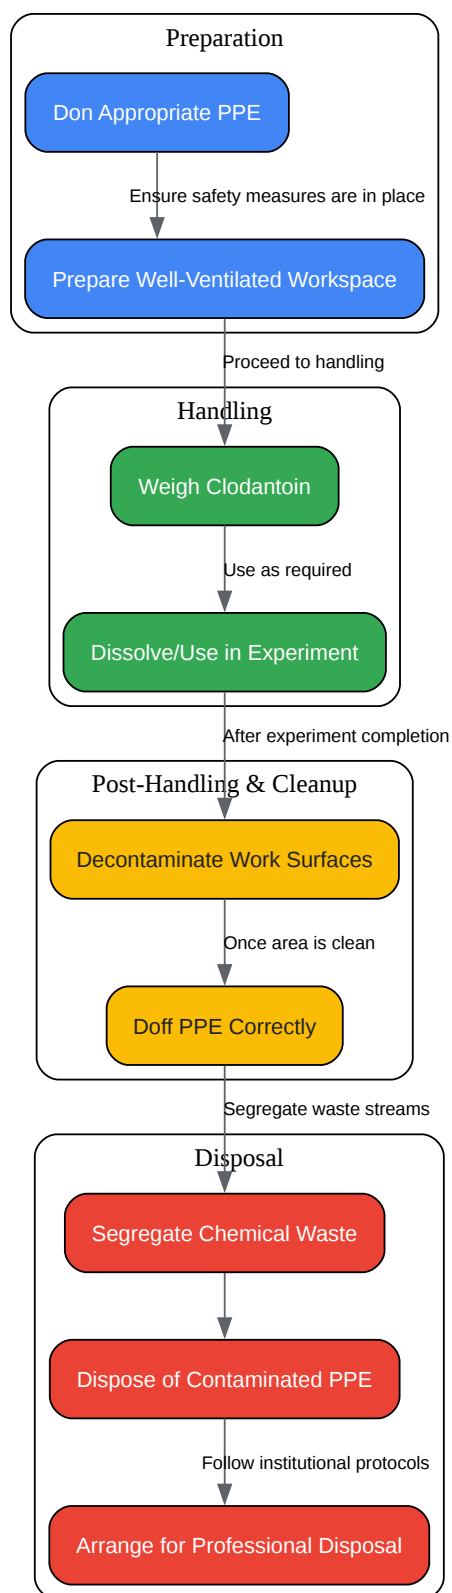 Preparation
Don Appropriate PPE
Ensure safety measures are in place
Prepare Well-Ventilated Workspace
Proceed to handling
Handling
Weigh Clodantoin
Use as required
Dissolve/Use in Experiment
After experiment completion
Post-Handling & Cleanup
Decontaminate Work Surfaces
Once area is clean
Doff PPE Correctly
Segregate waste streams
Disposal
Segregate Chemical Waste
Dispose of Contaminated PPE
Follow institutional protocols
Arrange for Professional Disposal